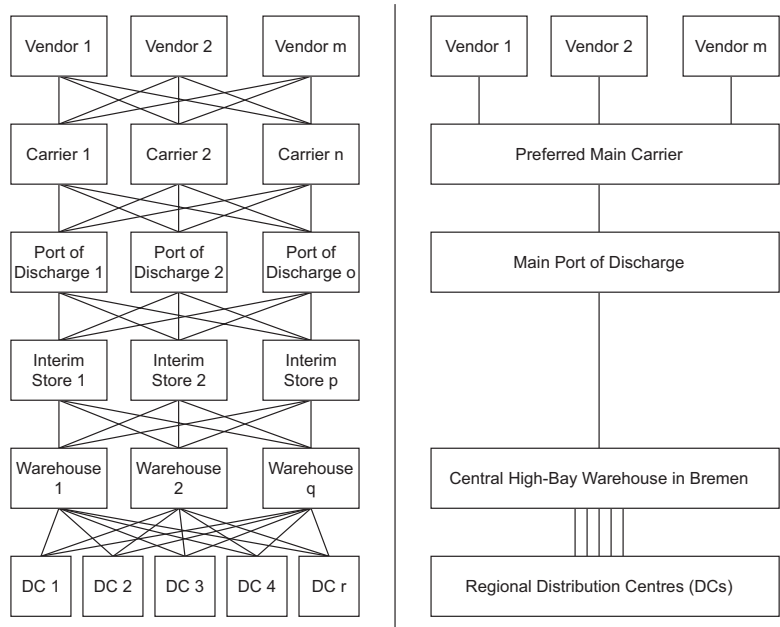 Vendor 1
Vendor 2
Vendor m
Carrier 1
Carrier 2
Carrier n
Port of
Discharge 1
Port of
Discharge 2
Port of
Discharge o
Interim
Store 1
Interim
Store 2
Interim
Store p
Warehouse
1
Warehouse
2
Warehouse
q
DC 1
DC 2
DC 3
DC 4
DC r
Vendor 1
Vendor 2
Vendor m
Preferred Main Carrier
Main Port of Discharge
Central High-Bay Warehouse in Bremen
Regional Distribution Centres (DCs)